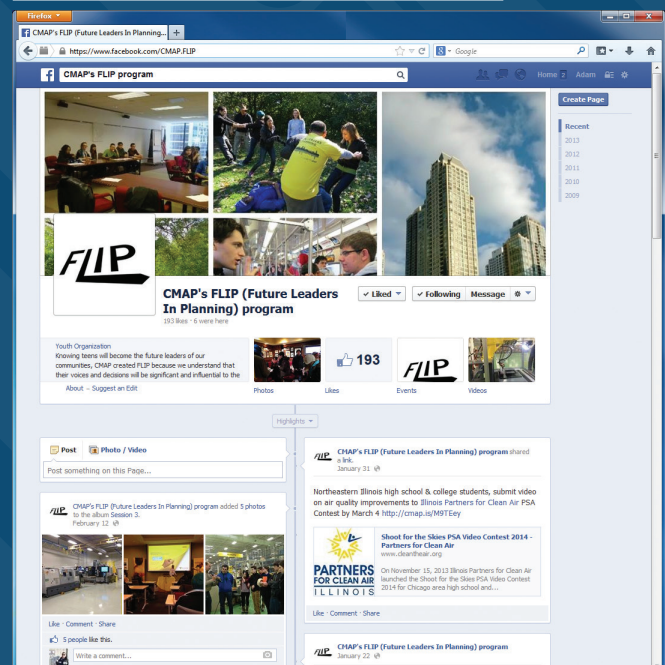 Firefox
CMAP's FLIP (Future Leaders In Planning...
https://www.facebook.com/CMAP.FLIP
Google
CMAP's FLIP program
Home 2 Adam
Create Page
Recent
2013
2012
2011
2010
2009
FLIP
CMAP's FLIP (Future Leaders
In Planning) program
193 likes · 6 were here
Liked
Following
Message
Youth Organization
Knowing teens will become the future leaders of our
communities, CMAP created FLIP because we understand that
their voices and decisions will be significant and influential to the
About – Suggest an Edit
193
FLIP
Photos
Likes
Events
Videos
Highlights
Post
Photo / Video
Post something on this Page...
FLIP
CMAP's FLIP (Future Leaders In Planning) program added 5 photos
to the album Session 3.
February 12
Like · Comment · Share
5 people like this.
Write a comment...
FLIP
CMAP's FLIP (Future Leaders In Planning) program shared
a link.
January 31
Northeastern Illinois high school & college students, submit video
on air quality improvements to Illinois Partners for Clean Air PSA
Contest by March 4 http://cmap.is/M9TEey
PARTNERS
FOR CLEAN AIR
ILLINOIS
Shoot for the Skies PSA Video Contest 2014 -
Partners for Clean Air
www.cleantheair.org
On November 15, 2013 Illinois Partners for Clean Air
launched the Shoot for the Skies PSA Video Contest
2014 for Chicago area high school and...
Like · Comment · Share
FLIP
CMAP's FLIP (Future Leaders In Planning) program
January 22